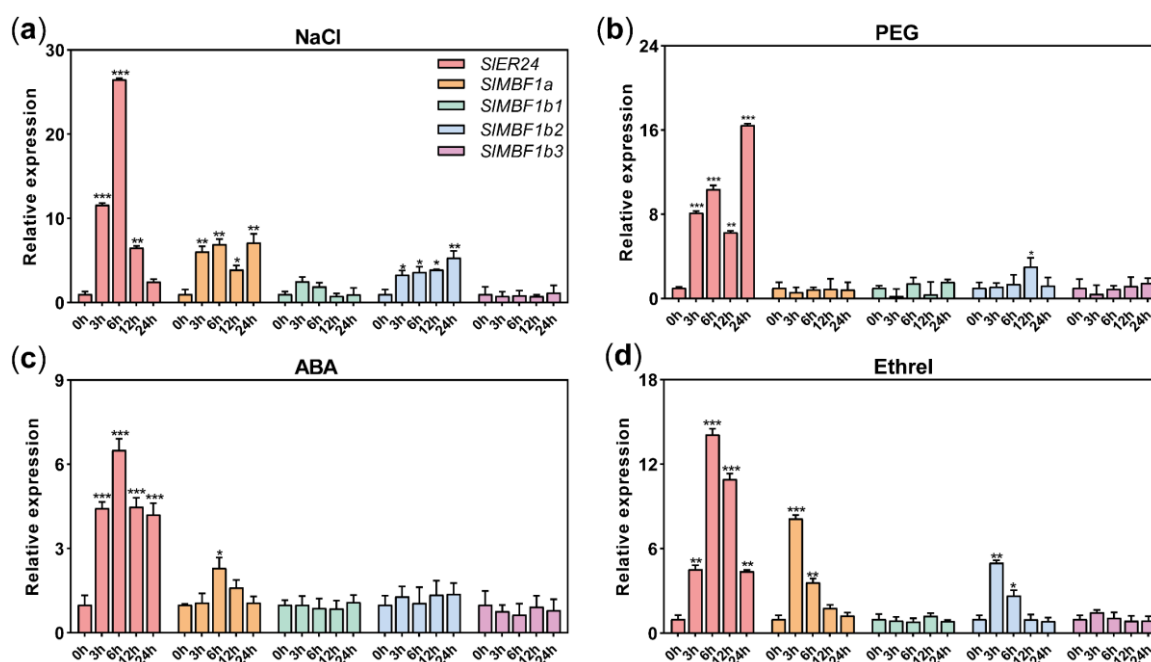 (a)
NaCl
Relative expression
30
20
10
0
SlER24
SlMBF1a
SlMBF1b1
SlMBF1b2
SlMBF1b3
***
***
**
**
**
*
**
*
*
*
**
0h 3h 6h 12h 24h 0h 3h 6h 12h 24h 0h 3h 6h 12h 24h 0h 3h 6h 12h 24h 0h 3h 6h 12h 24h
(b)
PEG
Relative expression
24
16
8
0
***
***
**
***
*
0h 3h 6h 12h 24h 0h 3h 6h 12h 24h 0h 3h 6h 12h 24h 0h 3h 6h 12h 24h 0h 3h 6h 12h 24h
(c)
ABA
Relative expression
9
6
3
0
***
***
***
***
*
0h 3h 6h 12h 24h 0h 3h 6h 12h 24h 0h 3h 6h 12h 24h 0h 3h 6h 12h 24h 0h 3h 6h 12h 24h
(d)
Ethrel
Relative expression
18
12
6
0
**
***
***
**
***
**
**
*
0h 3h 6h 12h 24h 0h 3h 6h 12h 24h 0h 3h 6h 12h 24h 0h 3h 6h 12h 24h 0h 3h 6h 12h 24h